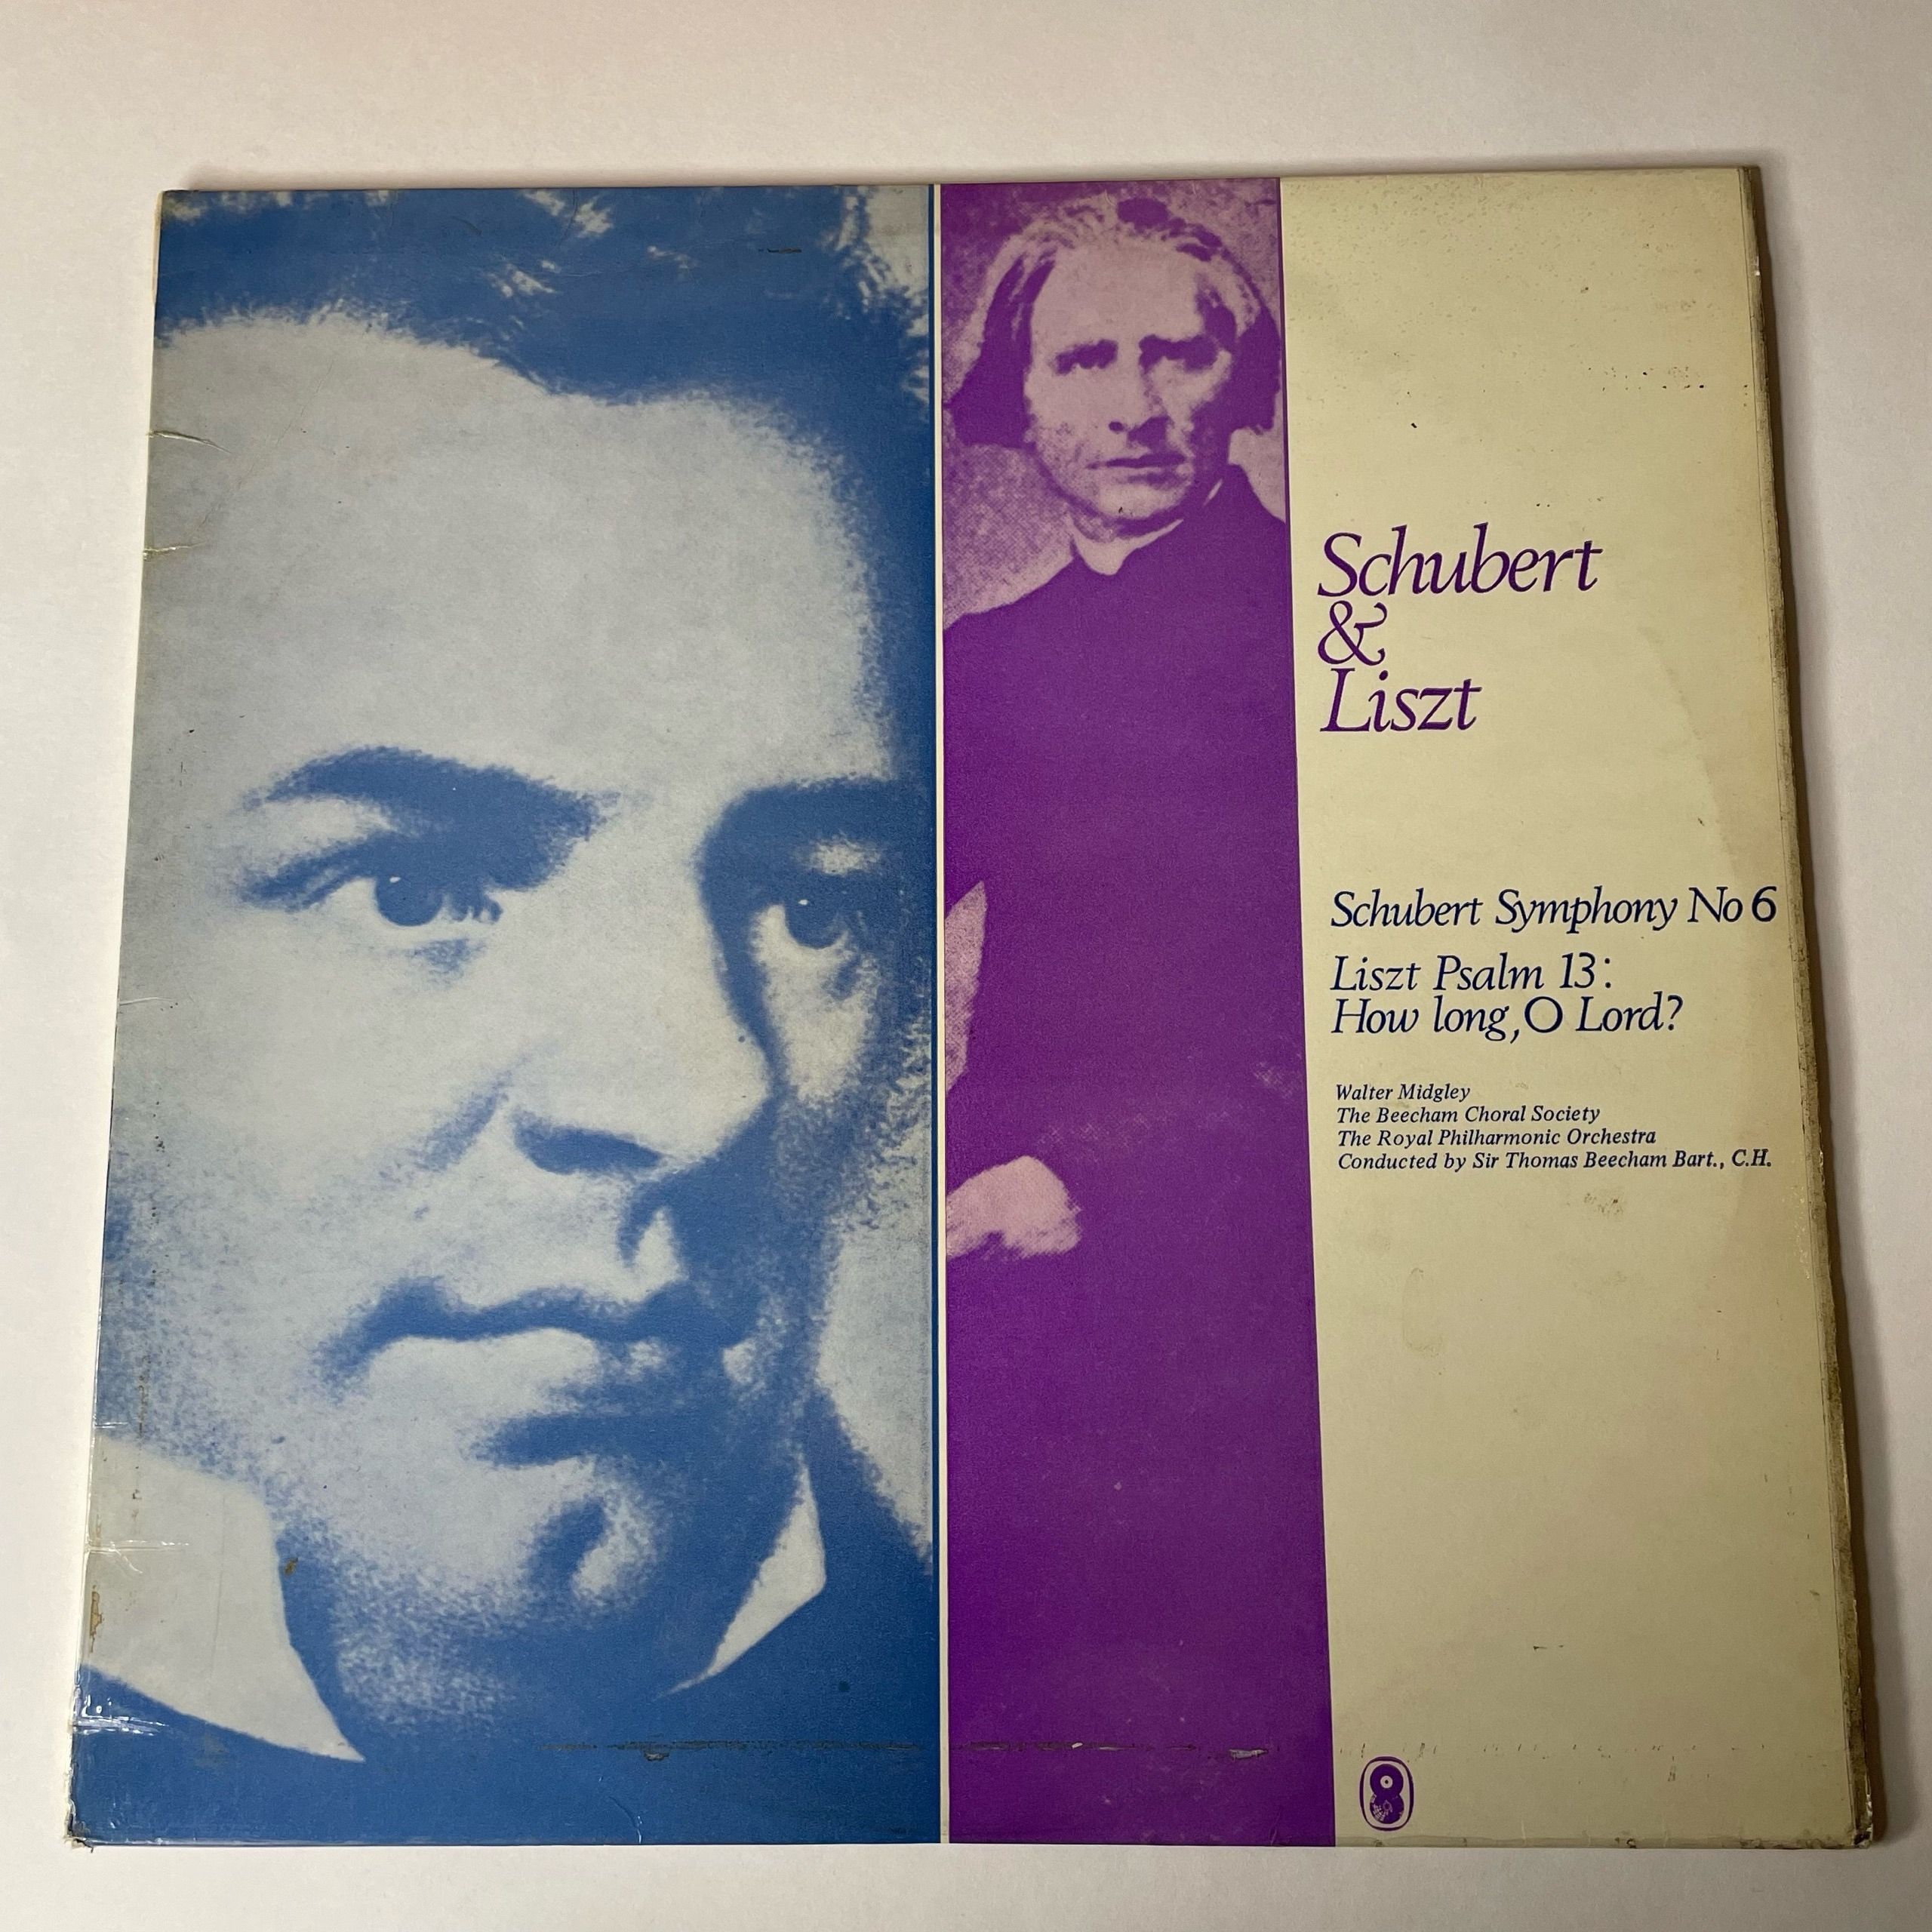 Schubert
&
Liszt
Schubert Symphony No 6
Liszt Psalm 13:
How long, O Lord?
Walter Midgley
The Beecham Choral Society
The Royal Philharmonic Orchestra
Conducted by Sir Thomas Beecham Bart., C.H.